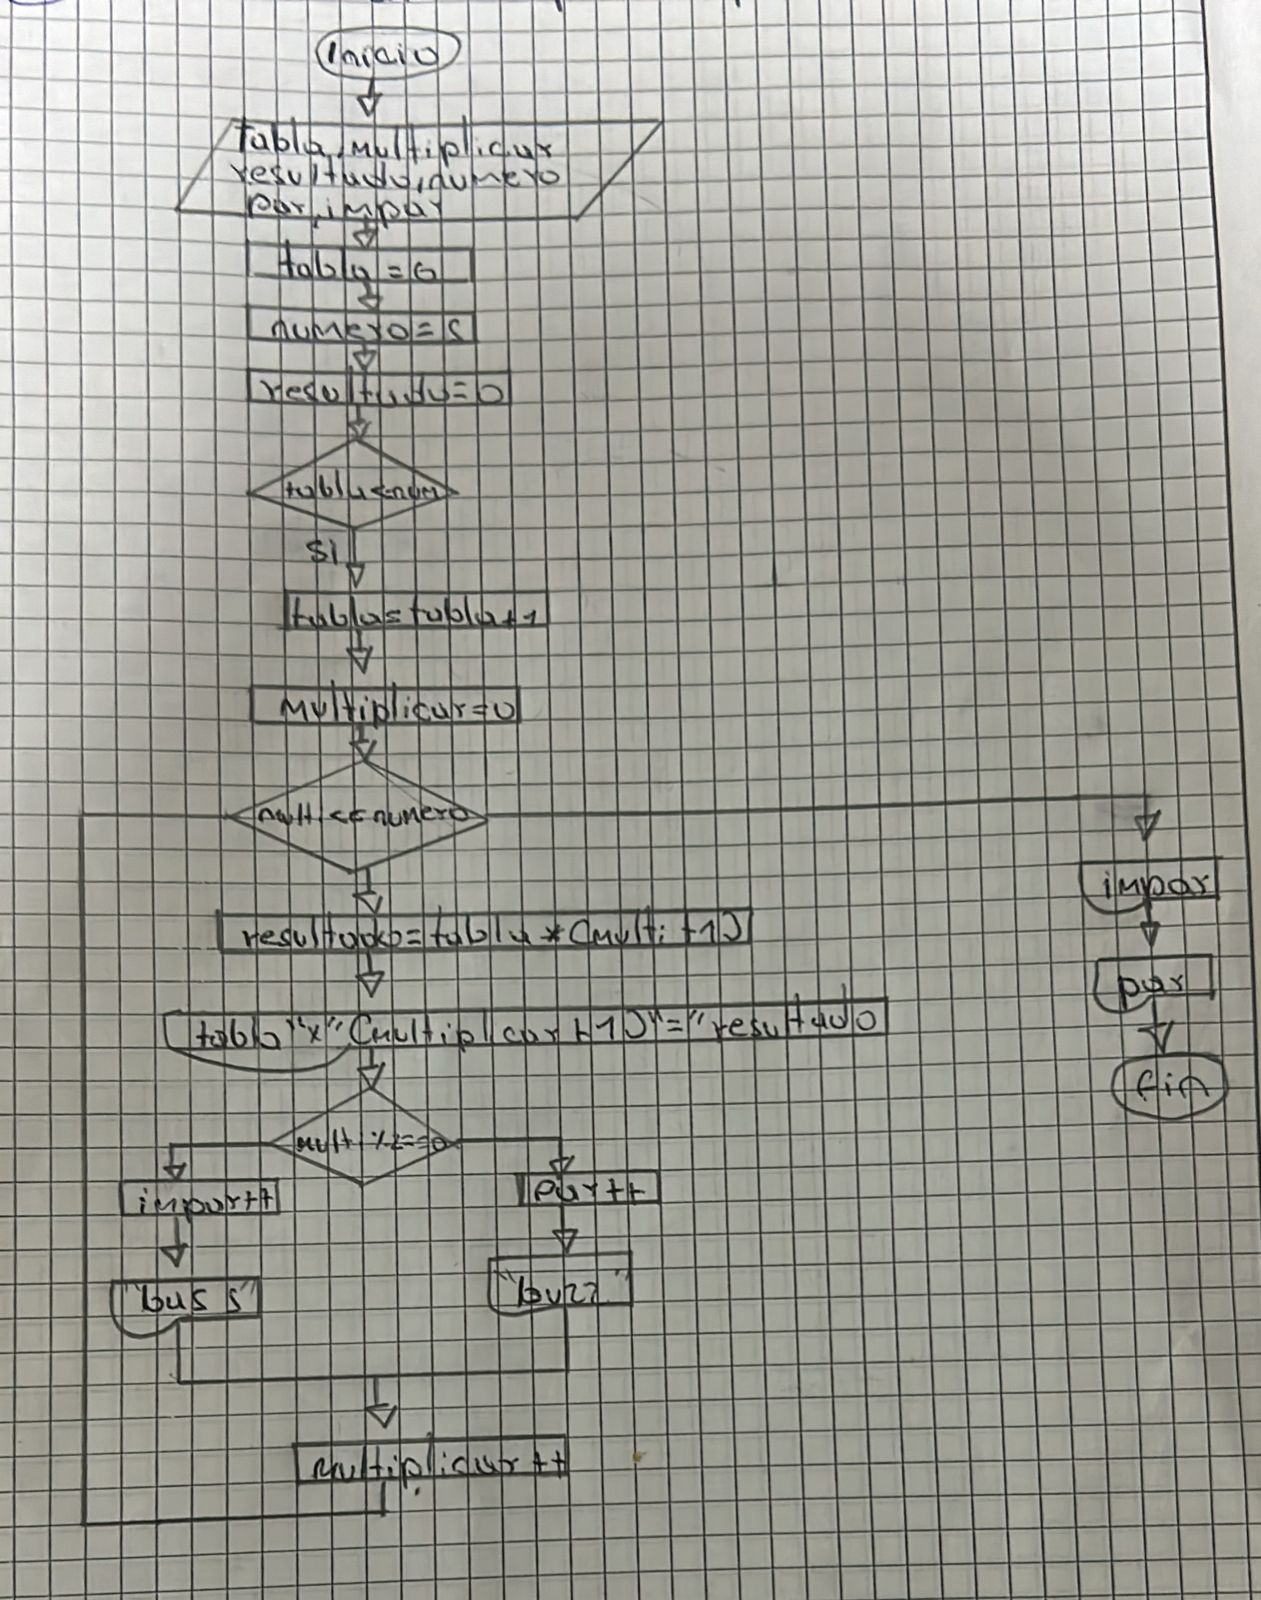 inicio
tabla, multiplicar
resultado, numero
par, impar
tabla = 0
numero = 5
resultado = 0
tabla < num
SI
tabla = tabla + 1
multiplicar = 0
multi << numero
resultado = tabla * (multi + 1)
tabla "x" (multiplicar + 1) "=" resultado
multi % 2 == 0
impar++
par++
"bus s"
"buzz"
multiplicar ++
impar
par
fin